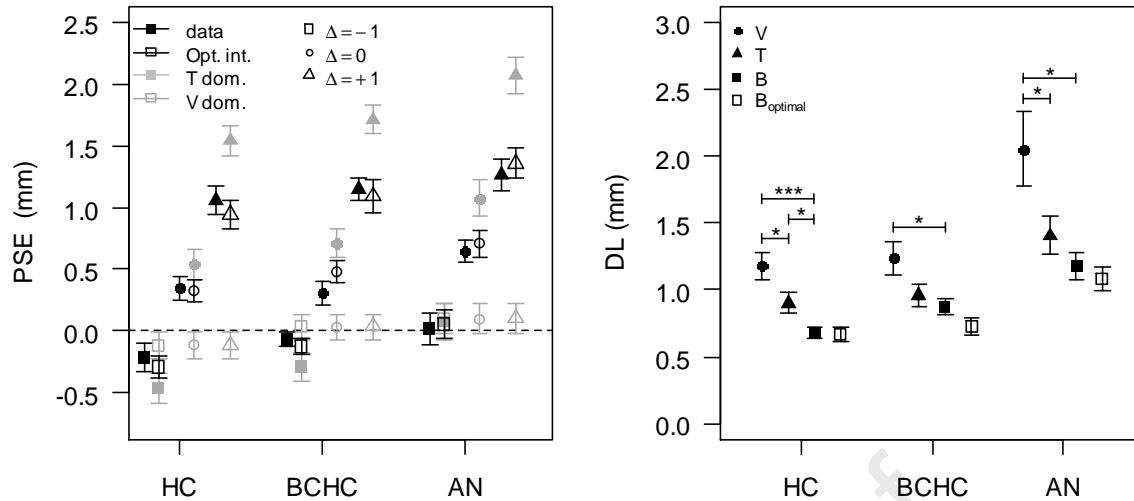 2.5
2.0
1.5
1.0
0.5
0.0
-0.5
PSE (mm)
data
Opt. int.
T dom.
V dom.
Δ = − 1
Δ = 0
Δ = + 1
HC BCHC AN
3.0
2.5
2.0
1.5
1.0
0.5
0.0
DL (mm)
V
T
B
Boptimal
***
*
*
*
*
*
HC BCHC AN
f